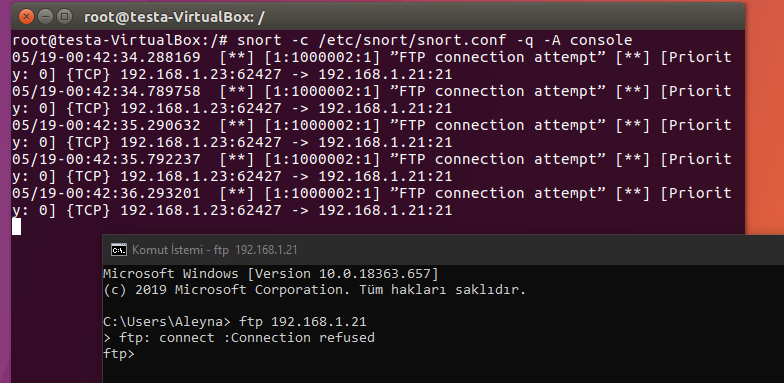 root@testa-VirtualBox: /
root@testa-VirtualBox:/# snort -c /etc/snort/snort.conf -q -A console
05/19-00:42:34.288169  [**] [1:1000002:1] ”FTP connection attempt” [**] [Priorit
y: 0] {TCP} 192.168.1.23:62427 -> 192.168.1.21:21
05/19-00:42:34.789758  [**] [1:1000002:1] ”FTP connection attempt” [**] [Priorit
y: 0] {TCP} 192.168.1.23:62427 -> 192.168.1.21:21
05/19-00:42:35.290632  [**] [1:1000002:1] ”FTP connection attempt” [**] [Priorit
y: 0] {TCP} 192.168.1.23:62427 -> 192.168.1.21:21
05/19-00:42:35.792237  [**] [1:1000002:1] ”FTP connection attempt” [**] [Priorit
y: 0] {TCP} 192.168.1.23:62427 -> 192.168.1.21:21
05/19-00:42:36.293201  [**] [1:1000002:1] ”FTP connection attempt” [**] [Priorit
y: 0] {TCP} 192.168.1.23:62427 -> 192.168.1.21:21
C:\. Komut İstemi - ftp  192.168.1.21
Microsoft Windows [Version 10.0.18363.657]
(c) 2019 Microsoft Corporation. Tüm hakları saklıdır.
C:\Users\Aleyna> ftp 192.168.1.21
> ftp: connect :Connection refused
ftp>